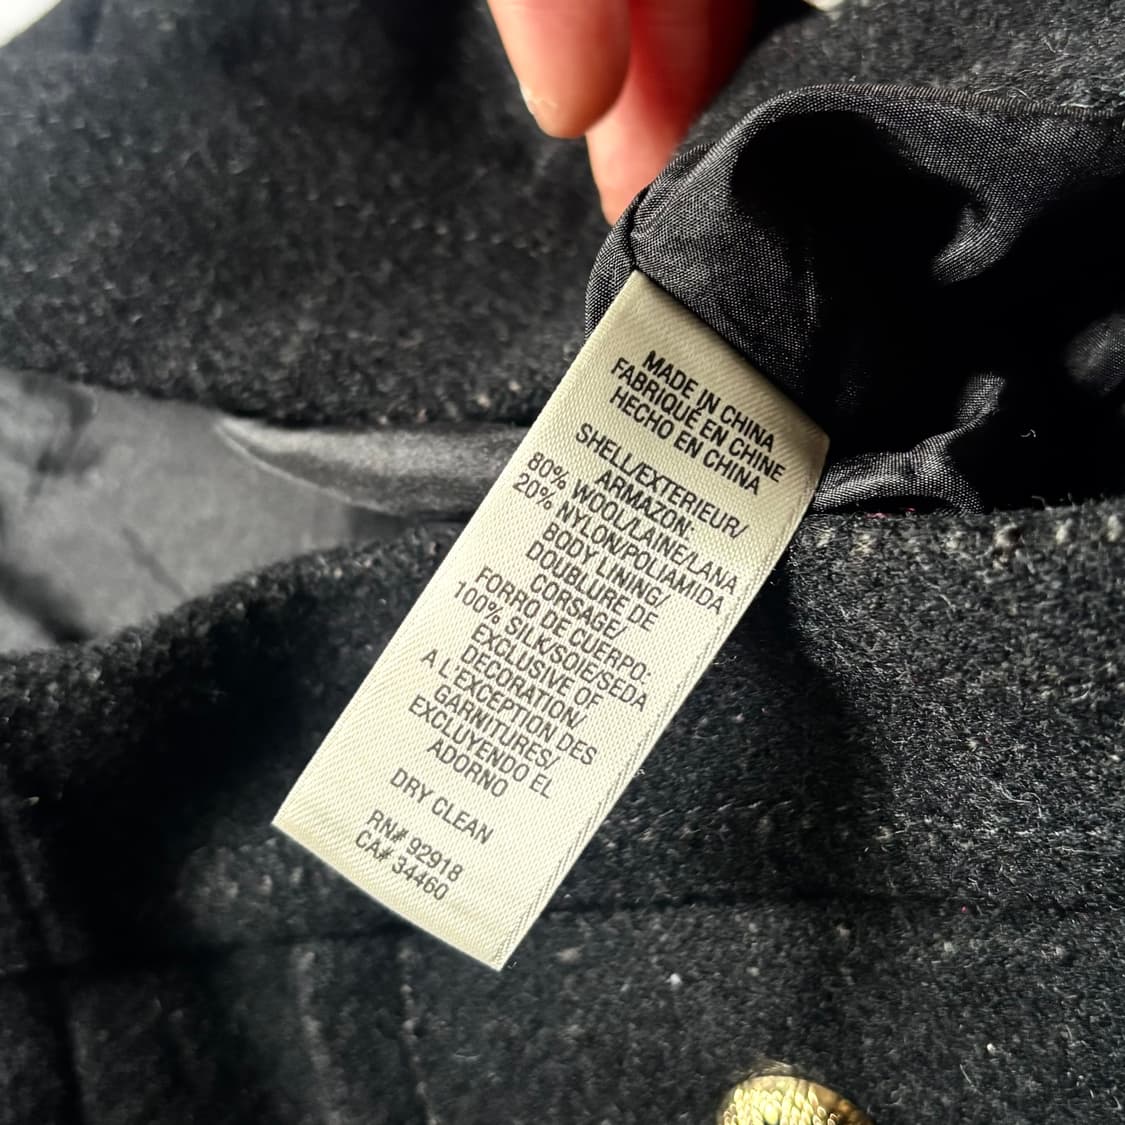 MADE IN CHINA
FABRIQUÉ EN CHINE
HECHO EN CHINA
SHELL/EXTERIEUR/
ARMAZON:
80% WOOL/LAINE/LANA
20% NYLON/POLIAMIDA
BODY LINING/
DOUBLURE DE
CORSAGE/
FORRO DE CUERPO:
100% SILK/SOIE/SEDA
EXCLUSIVE OF
DECORATION/
A L'EXCEPTION DES
GARNITURES/
EXCLUYENDO EL
ADORNO
DRY CLEAN
RN# 92918
CA# 34460